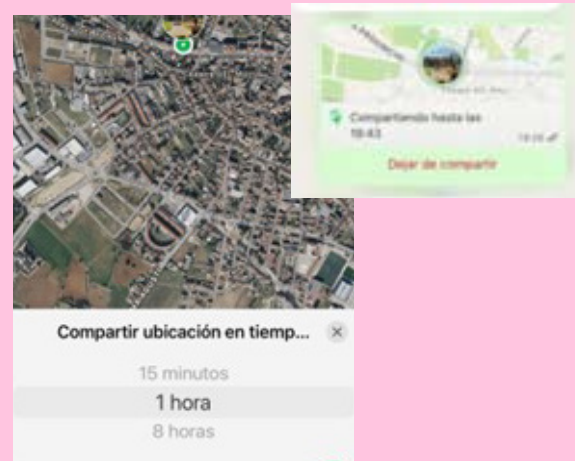 Compartiendo hasta las
19:43
Dejar de compartir
Compartir ubicación en tiemp...
15 minutos
1 hora
8 horas